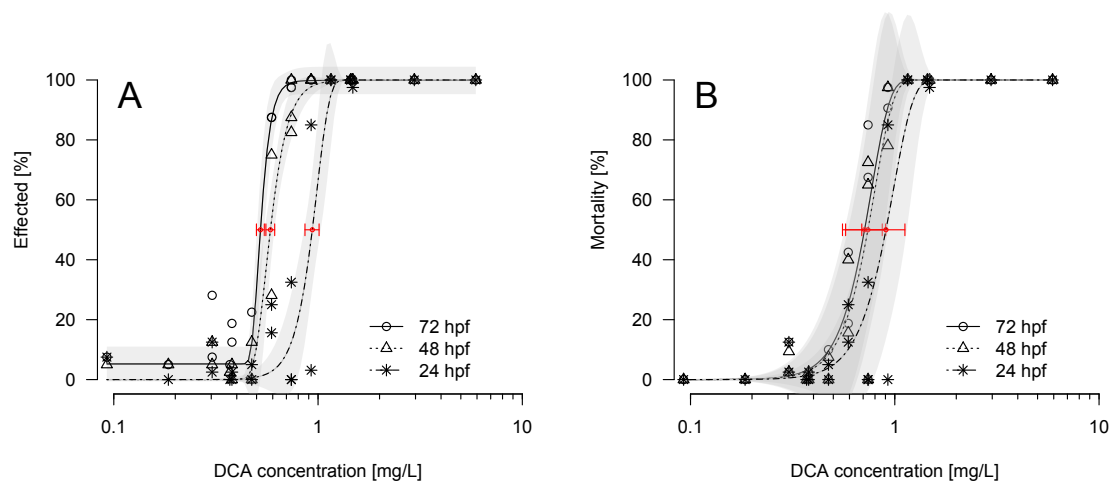 A
Effected [%]
100
80
60
40
20
0
72 hpf
48 hpf
24 hpf
0.1 1 10
DCA concentration [mg/L]
B
Mortality [%]
100
80
60
40
20
0
72 hpf
48 hpf
24 hpf
0.1 1 10
DCA concentration [mg/L]